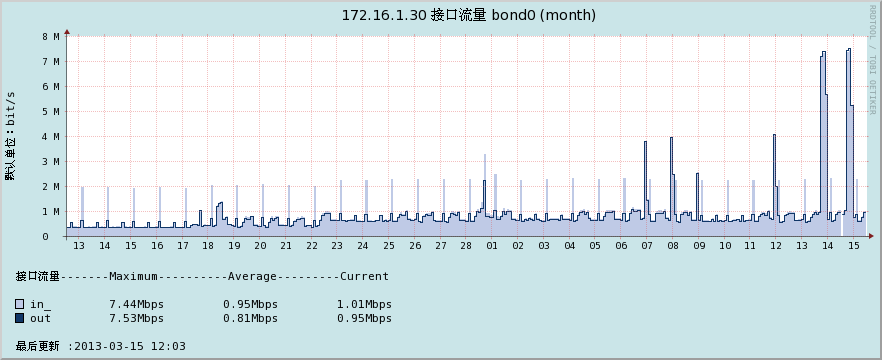 172.16.1.30 接口流量 bond0 (month)
RRDTOOL / TOBI OETIKER
默认单位：bit/s
8 M
7 M
6 M
5 M
4 M
3 M
2 M
1 M
0
13 14 15 16 17 18 19 20 21 22 23 24 25 26 27 28 01 02 03 04 05 06 07 08 09 10 11 12 13 14 15
接口流量-------Maximum----------Average---------Current
in_ 7.44Mbps 0.95Mbps 1.01Mbps
out 7.53Mbps 0.81Mbps 0.95Mbps
最后更新 :2013-03-15 12:03